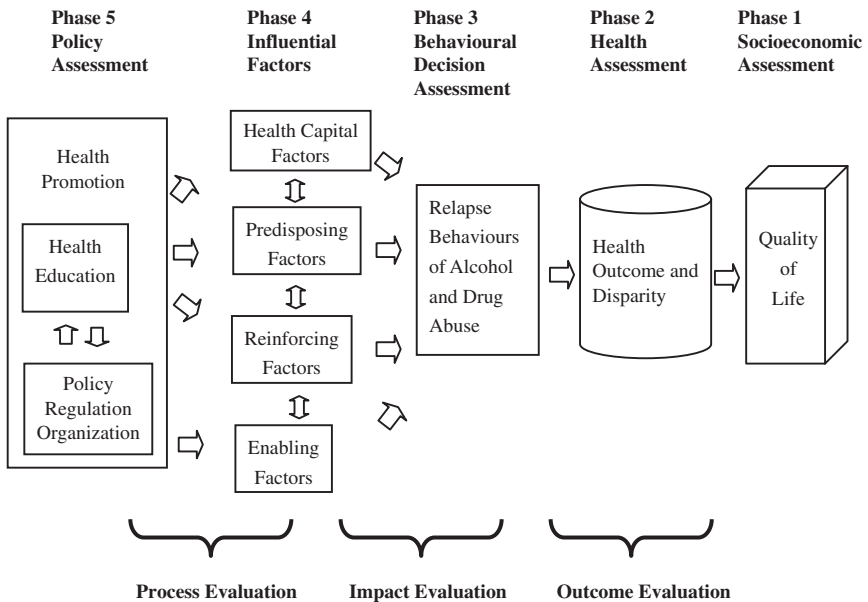 Phase 5
Policy
Assessment
Phase 4
Influential
Factors
Phase 3
Behavioural
Decision
Assessment
Phase 2
Health
Assessment
Phase 1
Socioeconomic
Assessment
Health
Promotion
Health
Education
Policy
Regulation
Organization
Health Capital
Factors
Predisposing
Factors
Reinforcing
Factors
Enabling
Factors
Relapse
Behaviours
of Alcohol
and Drug
Abuse
Health
Outcome and
Disparity
Quality
of
Life
Process Evaluation
Impact Evaluation
Outcome Evaluation